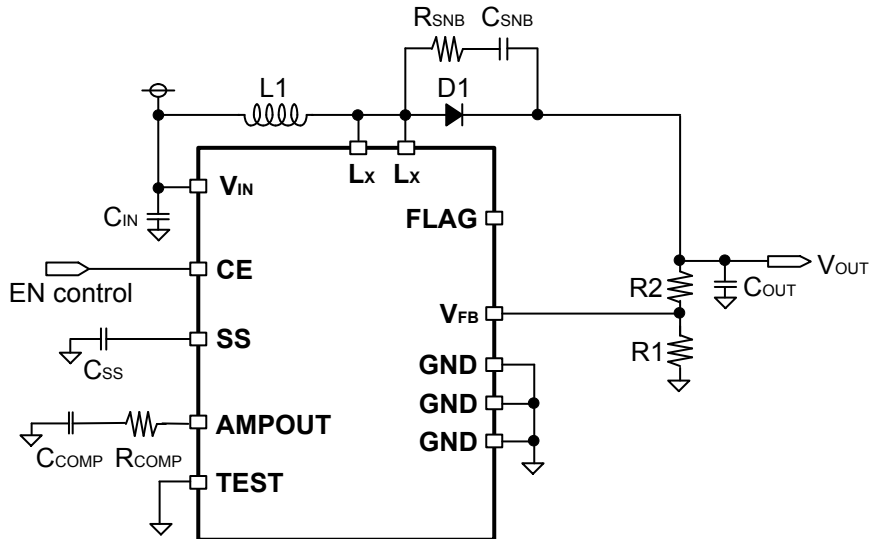 RSNB CSNB
L1 D1
LX LX
VIN
FLAG
CIN
CE
EN control
VOUT
R2 COUT
VFB
SS
CSS
R1
GND
GND
GND
AMPOUT
CCOMP RCOMP
TEST